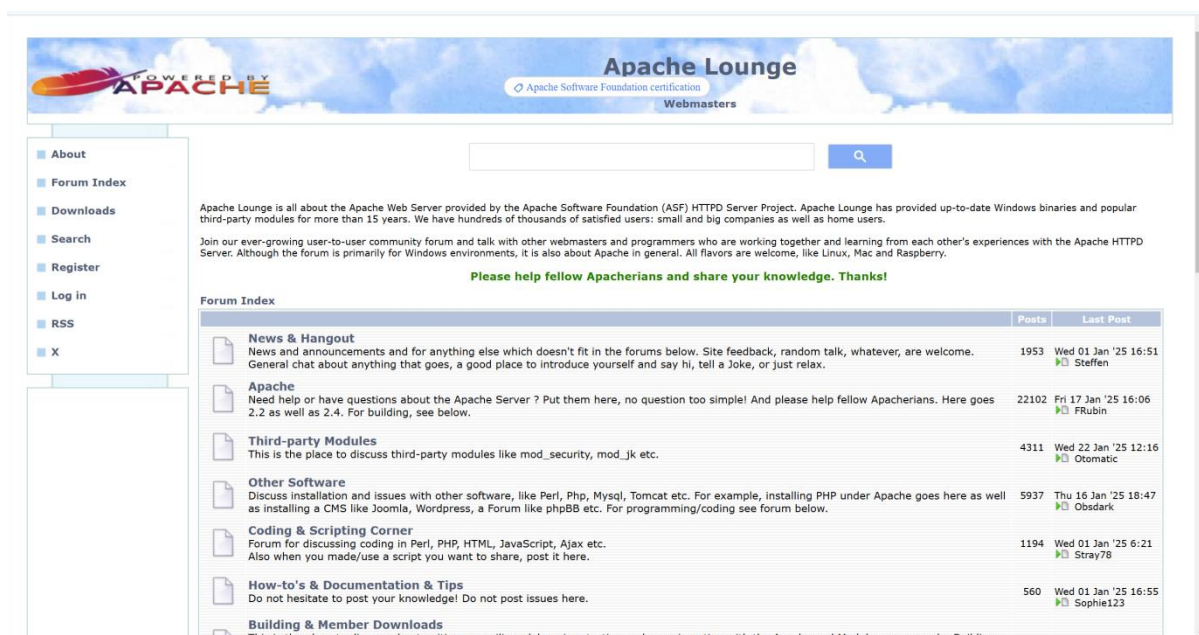 POWERED BY
APACHE
Apache Lounge
Apache Software Foundation certification
Webmasters
About
Forum Index
Downloads
Search
Register
Log in
RSS
X
Apache Lounge is all about the Apache Web Server provided by the Apache Software Foundation (ASF) HTTPD Server Project. Apache Lounge has provided up-to-date Windows binaries and popular
third-party modules for more than 15 years. We have hundreds of thousands of satisfied users: small and big companies as well as home users.
Join our ever-growing user-to-user community forum and talk with other webmasters and programmers who are working together and learning from each other's experiences with the Apache HTTPD
Server. Although the forum is primarily for Windows environments, it is also about Apache in general. All flavors are welcome, like Linux, Mac and Raspberry.
Please help fellow Apacherians and share your knowledge. Thanks!
Forum Index
Posts Last Post
News & Hangout
News and announcements and for anything else which doesn't fit in the forums below. Site feedback, random talk, whatever, are welcome. 1953 Wed 01 Jan '25 16:51
General chat about anything that goes, a good place to introduce yourself and say hi, tell a Joke, or just relax. Steffen
Apache
Need help or have questions about the Apache Server ? Put them here, no question too simple! And please help fellow Apacherians. Here goes 22102 Fri 17 Jan '25 16:06
2.2 as well as 2.4. For building, see below. FRubin
Third-party Modules
This is the place to discuss third-party modules like mod_security, mod_jk etc. 4311 Wed 22 Jan '25 12:16
Otomatic
Other Software
Discuss installation and issues with other software, like Perl, Php, Mysql, Tomcat etc. For example, installing PHP under Apache goes here as well 5937 Thu 16 Jan '25 18:47
as installing a CMS like Joomla, Wordpress, a Forum like phpBB etc. For programming/coding see forum below. Obsdark
Coding & Scripting Corner
Forum for discussing coding in Perl, PHP, HTML, JavaScript, Ajax etc. 1194 Wed 01 Jan '25 6:21
Also when you made/use a script you want to share, post it here. Stray78
How-to's & Documentation & Tips
Do not hesitate to post your knowledge! Do not post issues here. 560 Wed 01 Jan '25 16:55
Sophie123
Building & Member Downloads